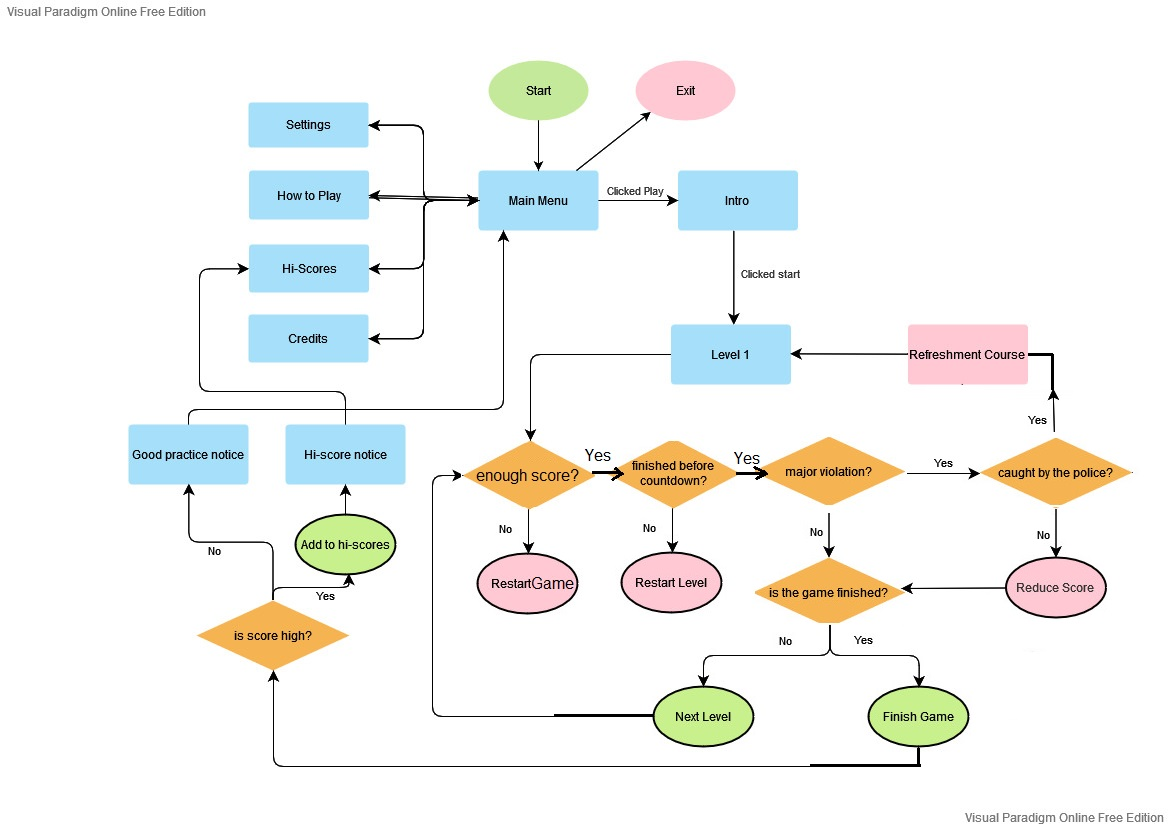 Visual Paradigm Online Free Edition
Start
Exit
Settings
How to Play
Main Menu
Clicked Play
Intro
Hi-Scores
Clicked start
Credits
Level 1
Refreshment Course
Yes
Good practice notice
Hi-score notice
enough score?
Yes
finished before
countdown?
Yes
major violation?
Yes
caught by the police?
No
No
No
No
Add to hi-scores
No
RestartGame
Restart Level
is the game finished?
Reduce Score
Yes
is score high?
No
Yes
Next Level
Finish Game
Visual Paradigm Online Free Edition